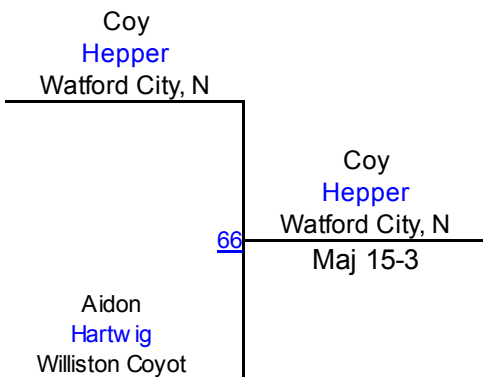 Coy
Hepper
Watford City, N
Coy
Hepper
Watford City, N
66
Maj 15-3
Aidon
Hartwig
Williston Coyot